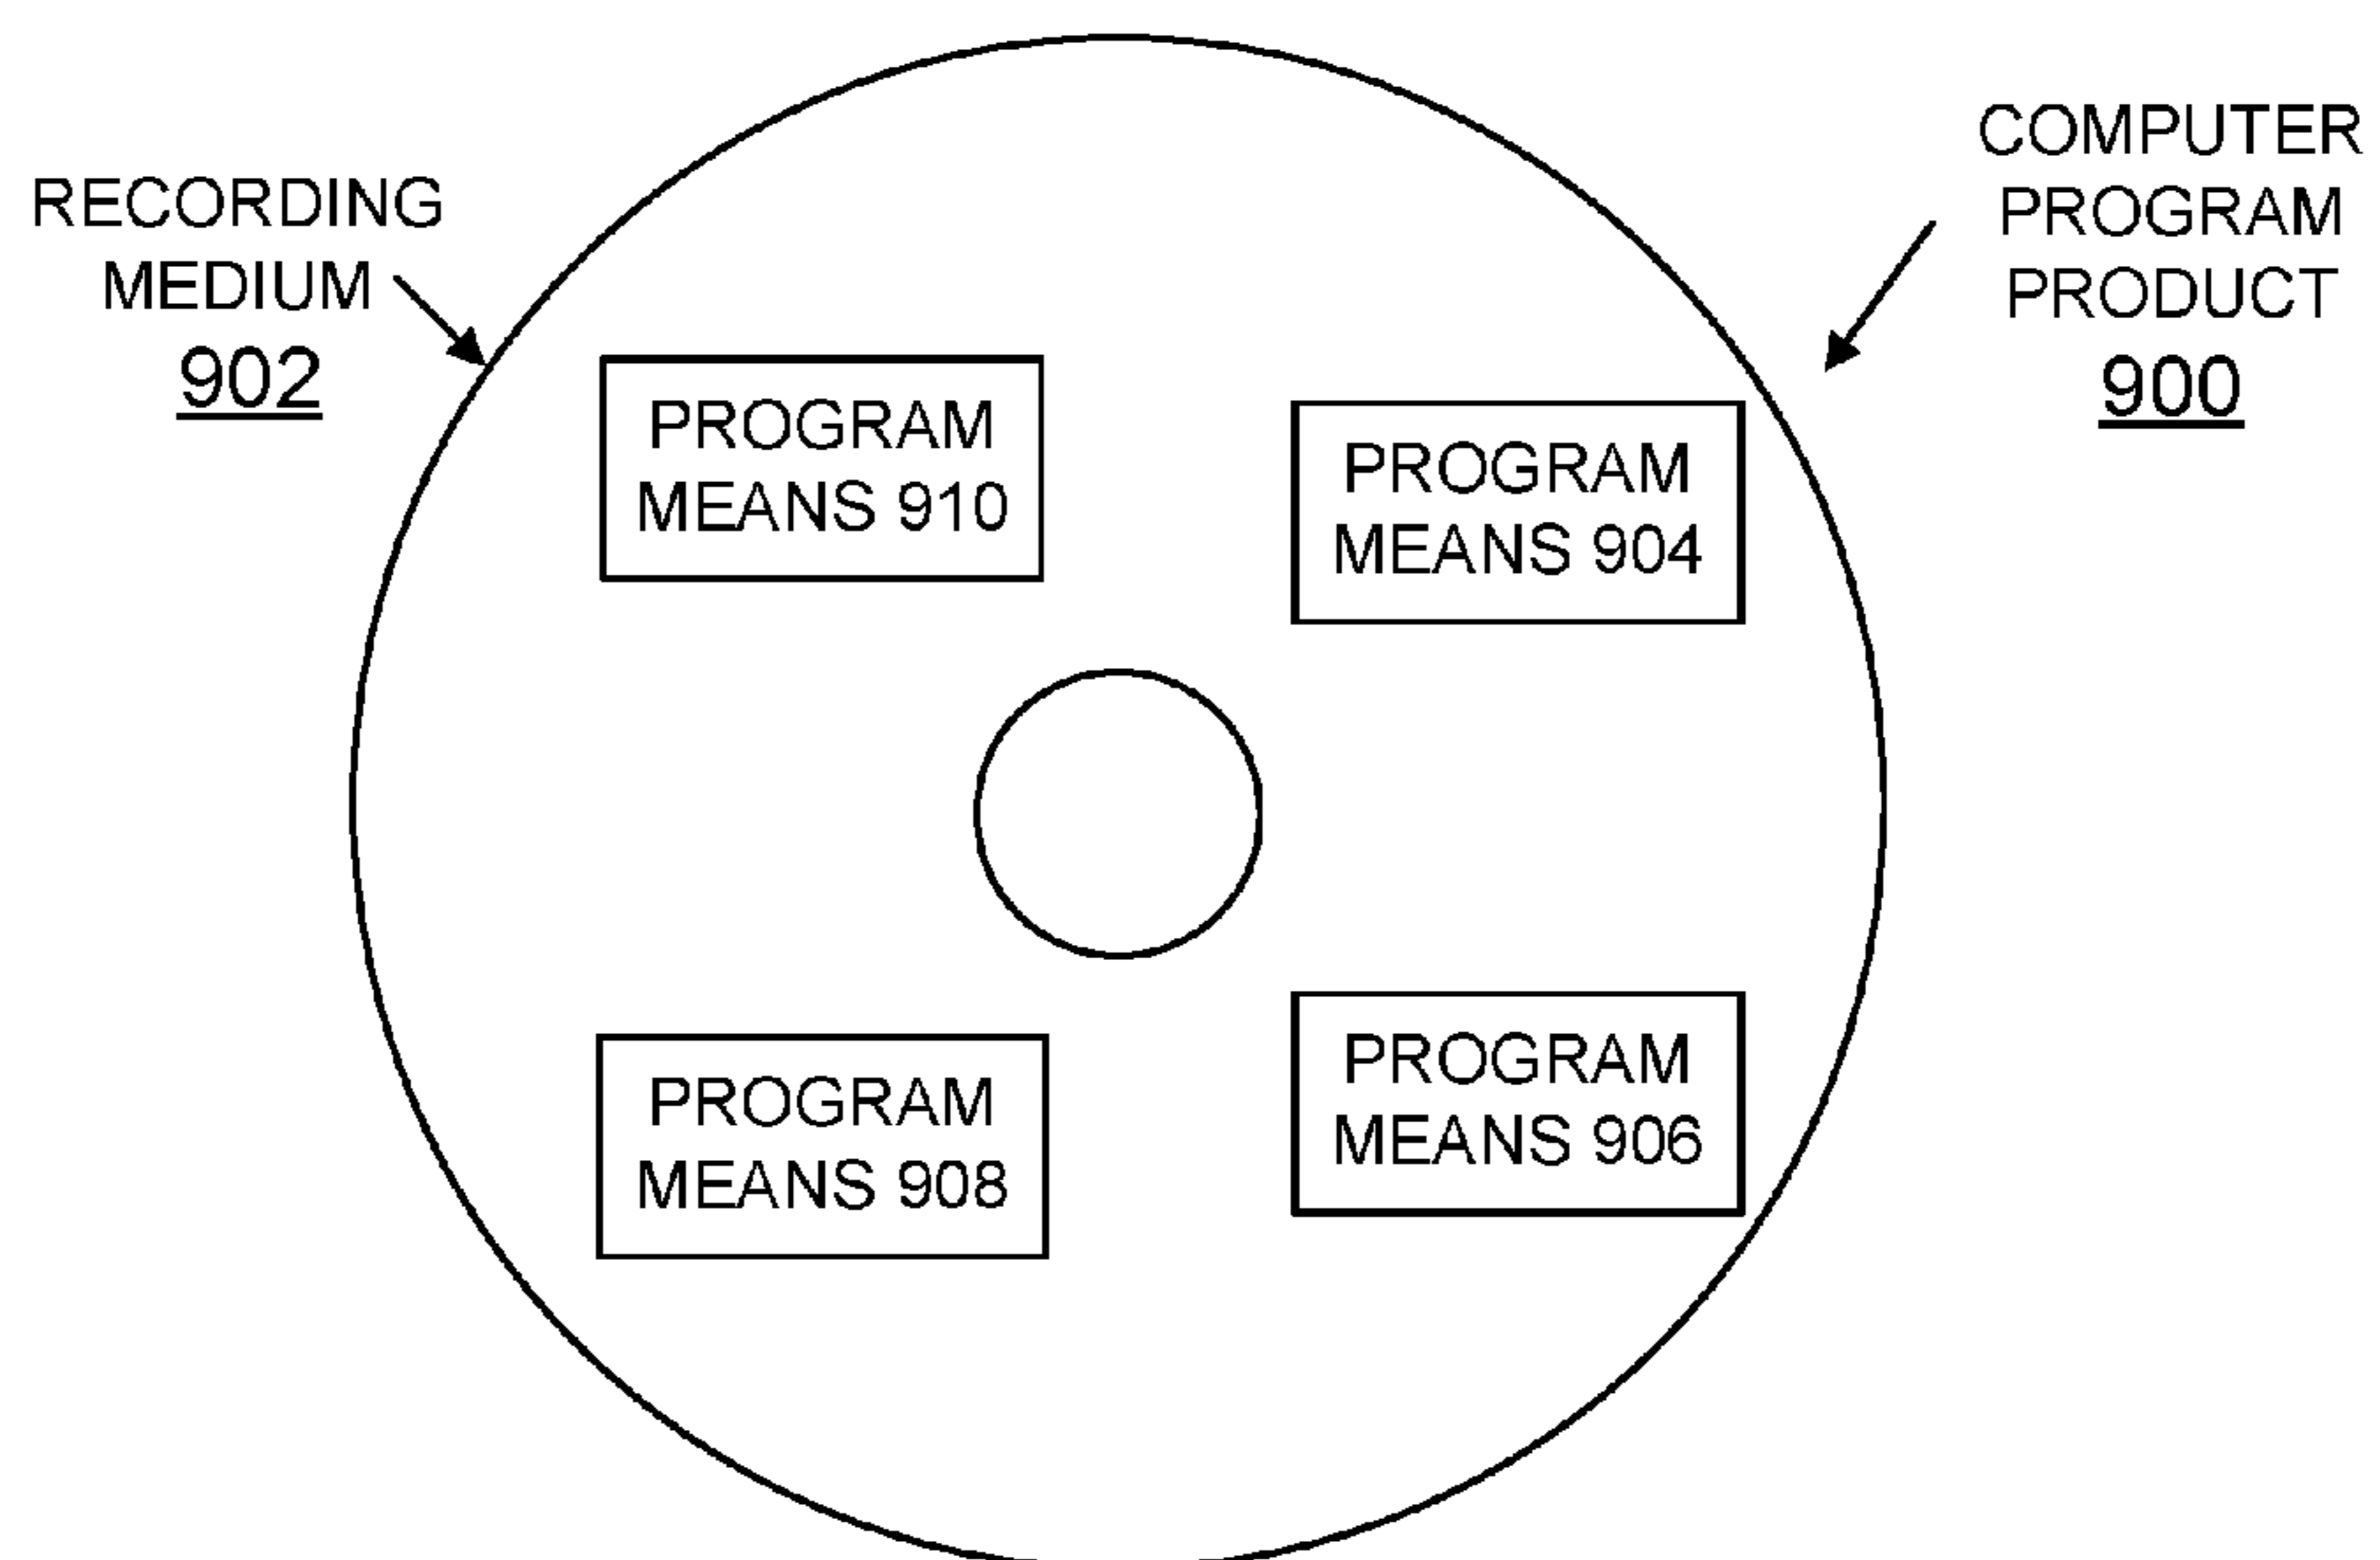 RECORDING
MEDIUM
902
COMPUTER
PROGRAM
PRODUCT
900
PROGRAM
MEANS 910
PROGRAM
MEANS 904
PROGRAM
MEANS 908
PROGRAM
MEANS 906